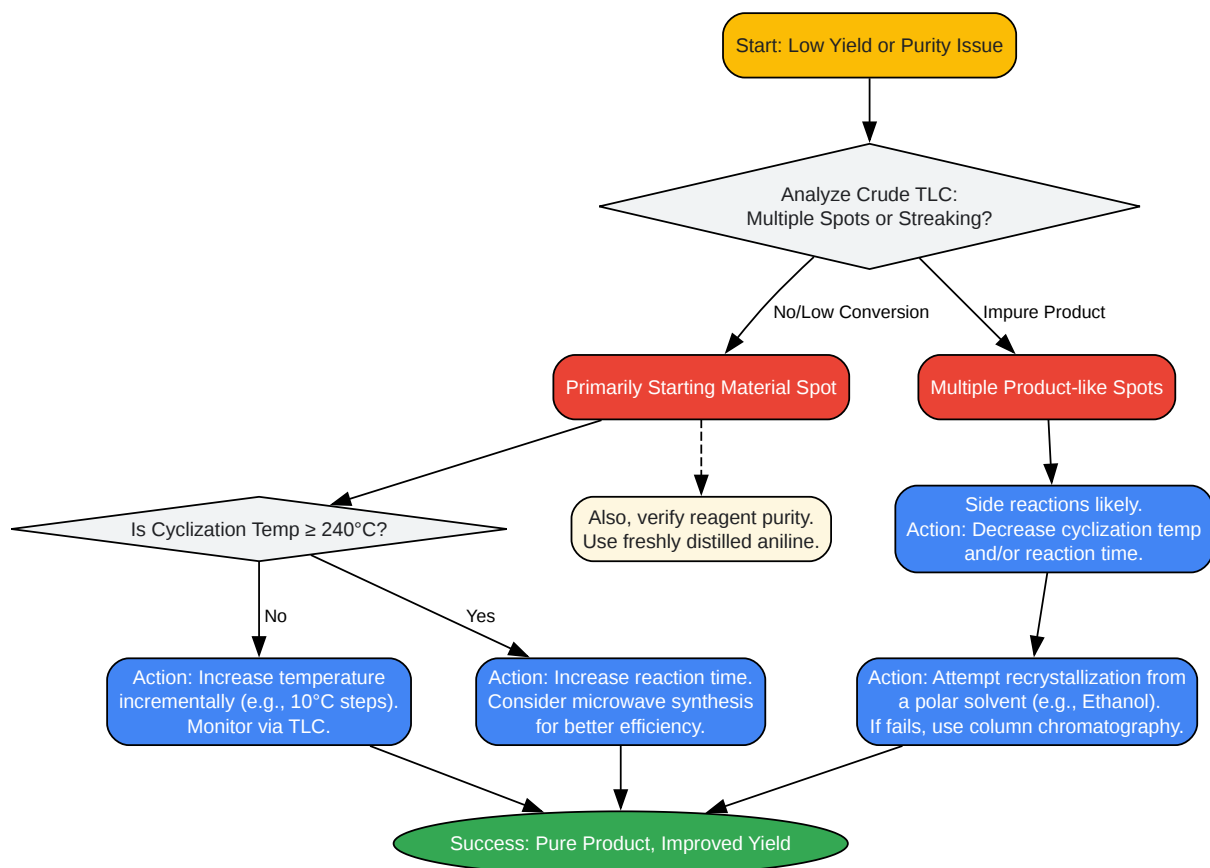 Start: Low Yield or Purity Issue
Analyze Crude TLC:
Multiple Spots or Streaking?
No/Low Conversion
Impure Product
Primarily Starting Material Spot
Multiple Product-like Spots
Is Cyclization Temp ≥ 240°C?
Also, verify reagent purity.
Use freshly distilled aniline.
Side reactions likely.
Action: Decrease cyclization temp
and/or reaction time.
No
Yes
Action: Increase temperature
incrementally (e.g., 10°C steps).
Monitor via TLC.
Action: Increase reaction time.
Consider microwave synthesis
for better efficiency.
Action: Attempt recrystallization from
a polar solvent (e.g., Ethanol).
If fails, use column chromatography.
Success: Pure Product, Improved Yield